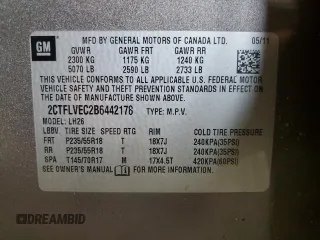 GM
MFD BY GENERAL MOTORS OF CANADA LTD. 05/11
GVWR GAWR FRT GAWR RR
2300 KG 1175 KG 1240 KG
5070 LB 2590 LB 2733 LB
THIS VEHICLE CONFORMS TO ALL APPLICABLE U.S. FEDERAL MOTOR
VEHICLE SAFETY, BUMPER, AND THEFT PREVENTION STANDARDS IN
EFFECT ON THE DATE OF MANUFACTURE SHOWN ABOVE.
2CTFLVEC2B6442178 TYPE: M.P.V.
MODEL: LH26
LBBV TIRE SIZE SPEED RTG RIM COLD TIRE PRESSURE
FRT P235/55R18 T 18X7J 240KPA(35PSI)
RR P235/55R18 T 18X7J 240KPA(35PSI)
SPA T145/70R17 M 17X4.5T 420KPA(60PSI)
SEE OWNER'S MANUAL FOR ADDITIONAL INFORMATION.
DREAMBID